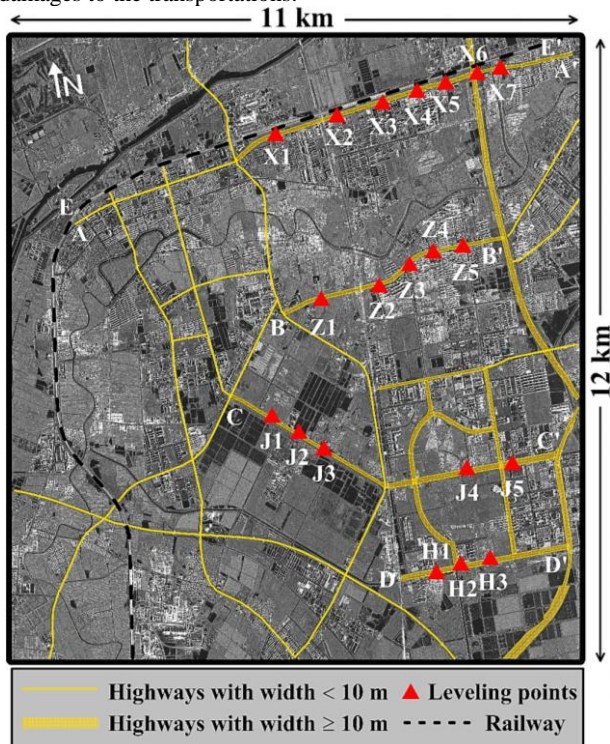 damages to the transportations.
11 km
X6
E'
A'
X7
X5
X4
X3
X2
X1
N
E
A
Z4
B'
Z5
Z3
Z2
Z1
B
12 km
C
J1
J2
J3
C'
J4
J5
H1
D'
H3
D
H2
Highways with width < 10 m
Leveling points
Highways with width ≥ 10 m
Railway